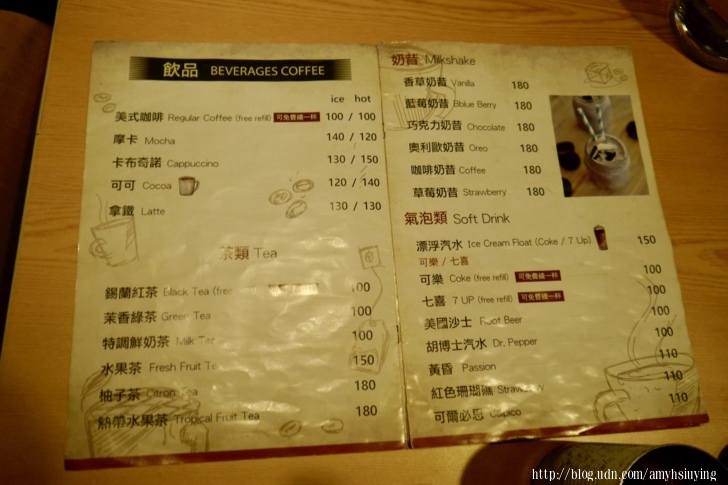 飲品 BEVERAGES COFFEE
ice hot
美式咖啡 Regular Coffee (free refill) 可免費續一杯 100 / 100
摩卡 Mocha 140 / 120
卡布奇諾 Cappuccino 130 / 150
可可 Cocoa 120 / 140
拿鐵 Latte 130 / 130
茶類 Tea
錫蘭紅茶 Black Tea (free 100
茉香綠茶 Green Tea 100
特調鮮奶茶 Milk Tea 100
水果茶 Fresh Fruit Te 150
柚子茶 Citron Tea 180
熱帶水果茶 Tropical Fruit Tea 180
奶昔 Milkshake
香草奶昔 Vanilla 180
藍莓奶昔 Bblue Berry 180
巧克力奶昔 Chocolate 180
奧利歐奶昔 Oreo 180
咖啡奶昔 Coffee 180
草莓奶昔 Strawberry 180
氣泡類 Soft Drink
漂浮汽水 Ice Cream Float (Coke / 7 Up) 150
可樂 / 七喜
可樂 Coke (free refill) 可免費續一杯 100
七喜 7 UP (free refill) 可免費續一杯 100
美國沙士 Root Beer 100
胡博士汽水 Dr. Pepper 100
黃昏 Passion 110
紅色珊瑚礁 Strawberry 110
可爾必思 Calpico 110
http://blog.udn.com/amyhsiuying